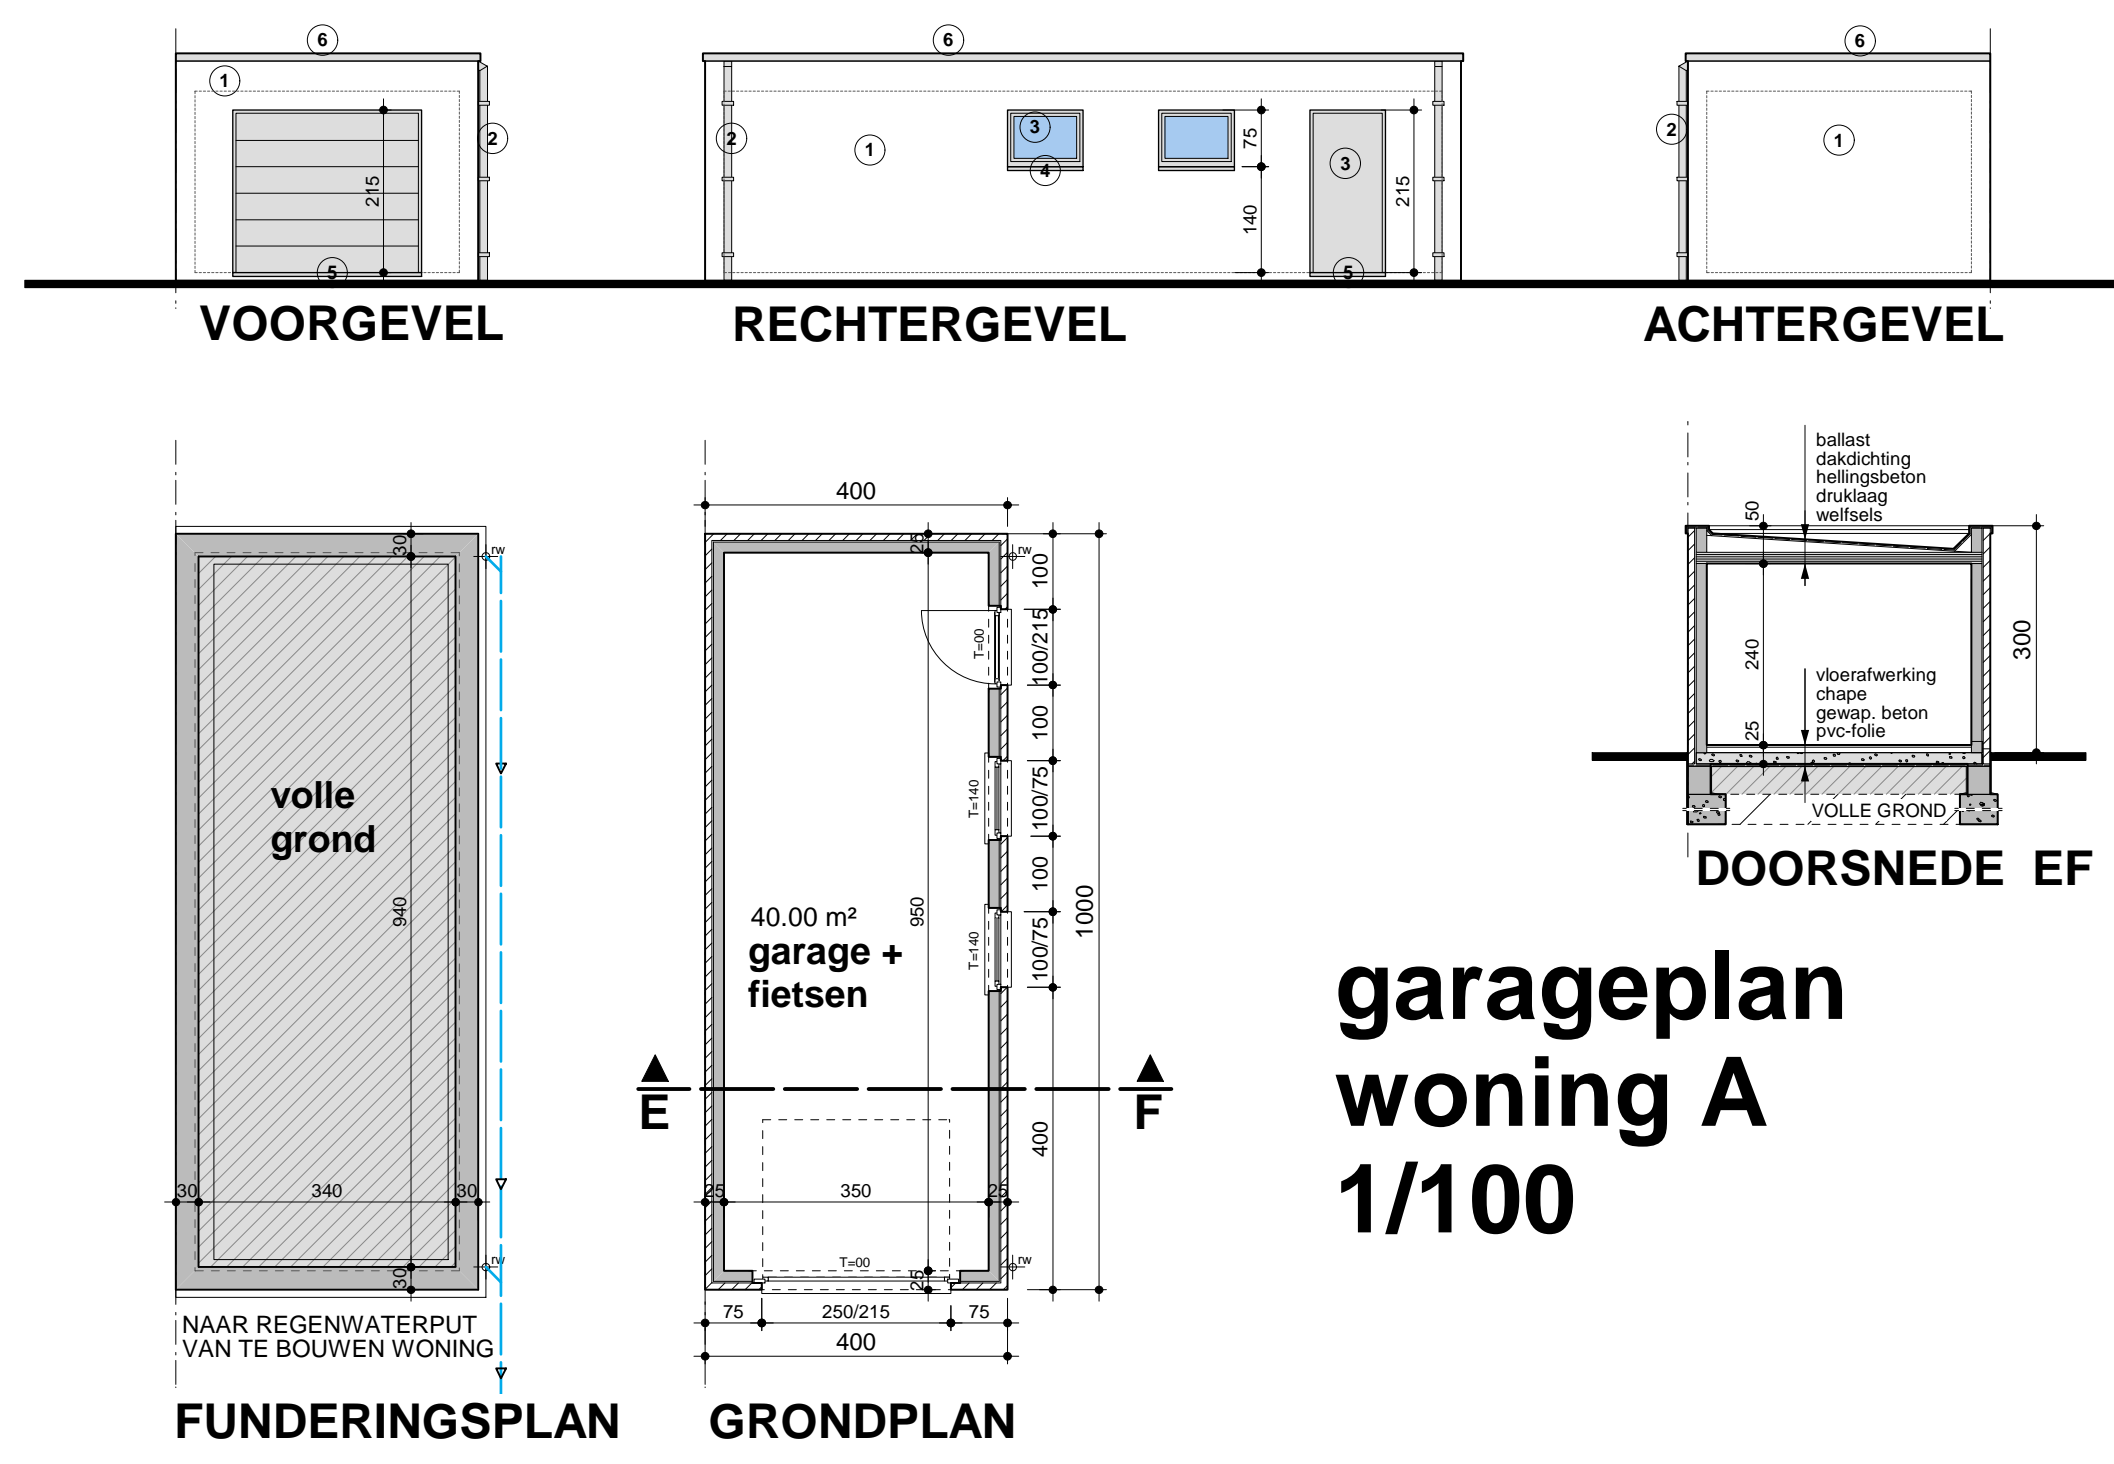 6
1
2
215
5
VOORGEVEL
6
2
1
3
4
75
140
3
215
5
RECHTERGEVEL
6
2
1
ACHTERGEVEL
30
rw
volle
grond
940
30
340
30
30
rw
NAAR REGENWATERPUT
VAN TE BOUWEN WONING
FUNDERINGSPLAN
400
25
rw
100
T=00
100/215
100
T=140
100/75
100
1000
950
40.00 m²
garage +
fietsen
T=140
100/75
E
F
400
25
350
25
T=00
25
rw
75
250/215
75
400
GRONDPLAN
ballast
dakdichting
hellingsbeton
druklaag
welfsels
50
240
300
vloerafwerking
chape
gewap. beton
pvc-folie
25
VOLLE GROND
DOORSNEDE EF
garageplan
woning A
1/100